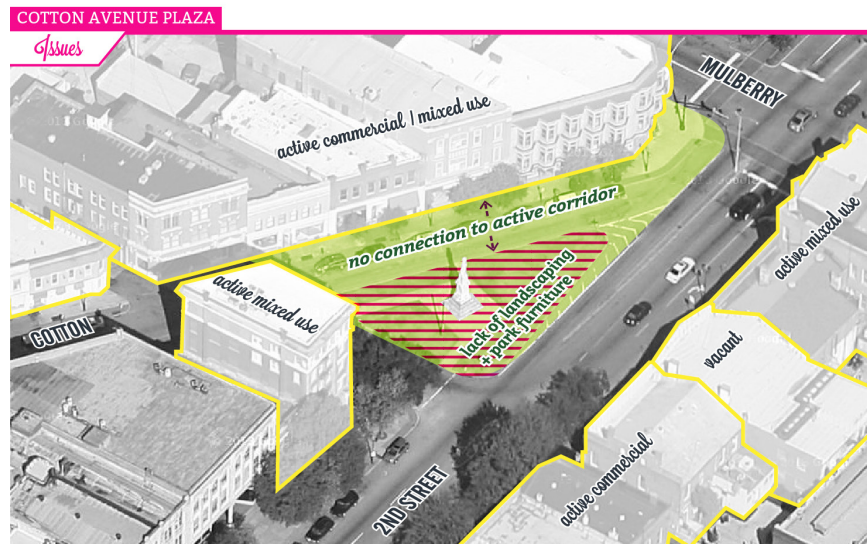 COTTON AVENUE PLAZA
Issues
MULBERRY
active commercial | mixed use
no connection to active corridor
active mixed use
active mixed use
lack of landscaping
+ park furniture
COTTON
vacant
active commercial
2ND STREET